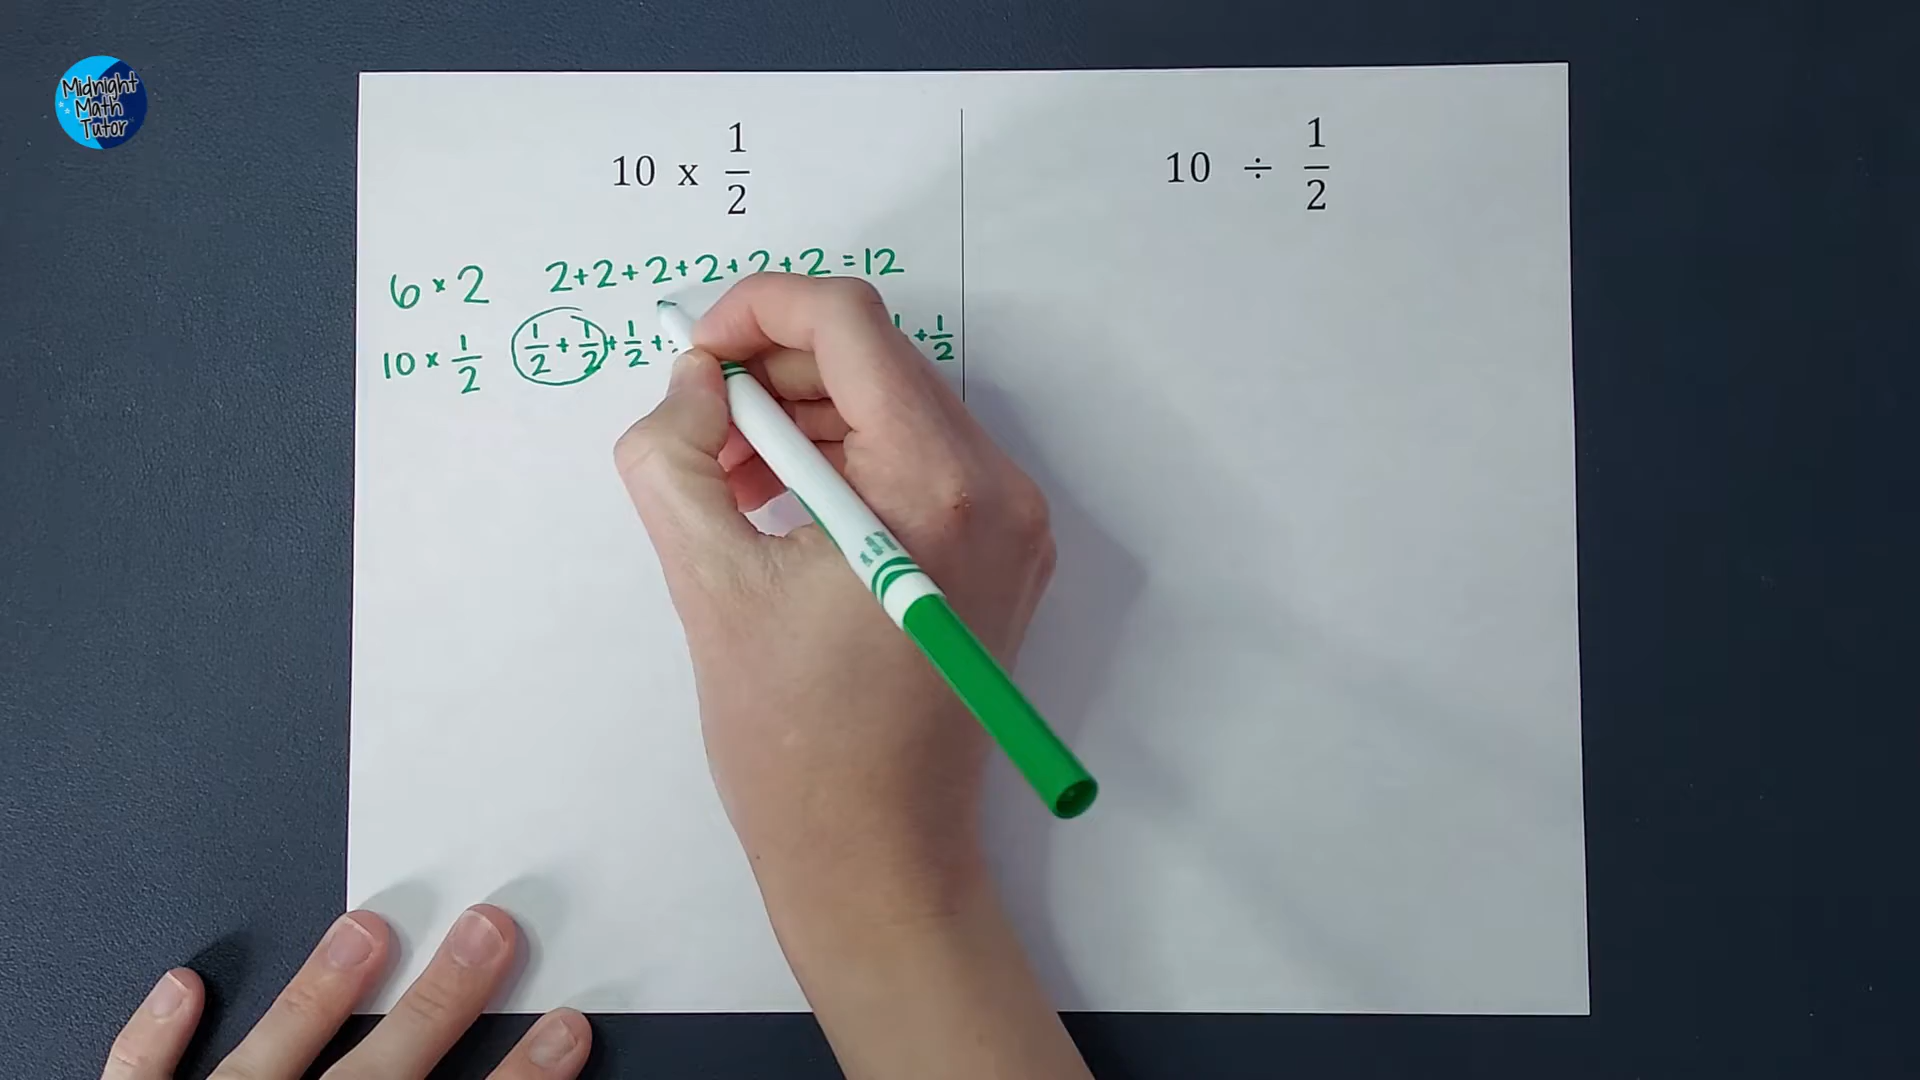 Midnight
Math
Tutor
10 x 1/2
10 ÷ 1/2
6 × 2 2+2+2+2+2+2 = 12
10 × 1/2 1/2 + 1/2 + 1/2 + + 1/2